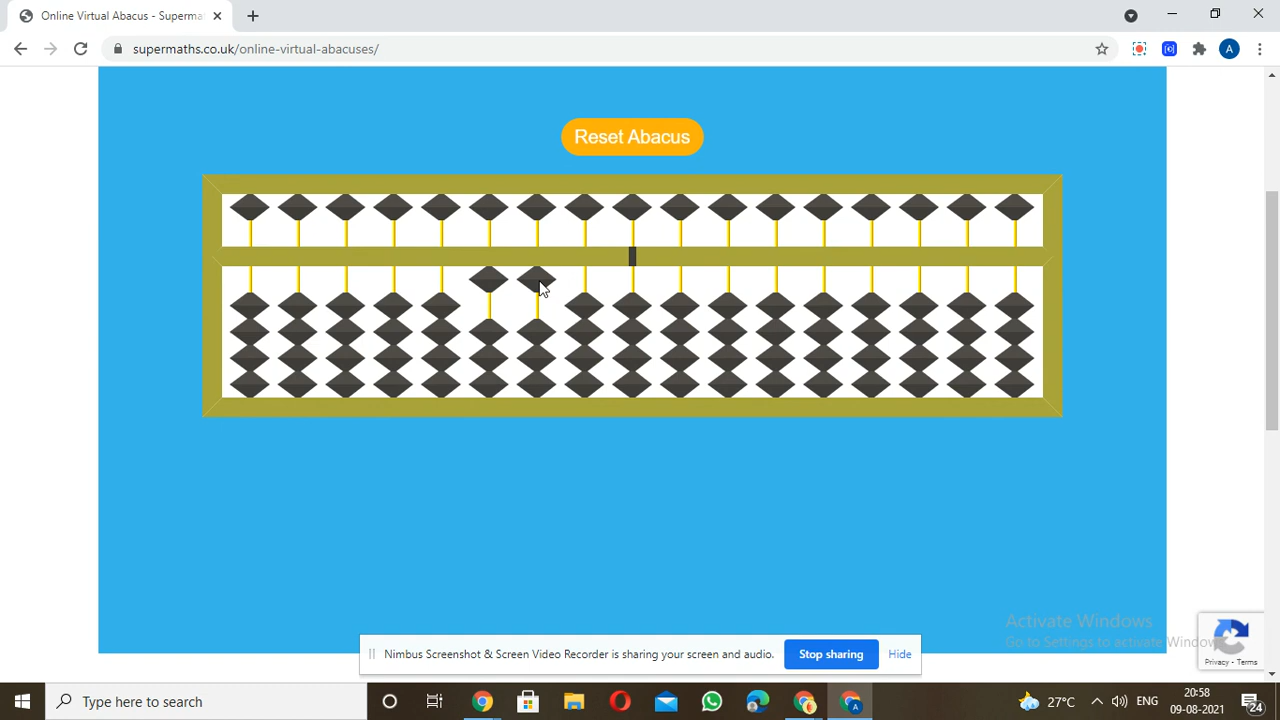 Online Virtual Abacus - Superma
supermaths.co.uk/online-virtual-abacuses/
A
Reset Abacus
Activate Windows
Go to Settings to activate Windows.
Privacy - Terms
Nimbus Screenshot & Screen Video Recorder is sharing your screen and audio.
Stop sharing
Hide
Type here to search
A
27°C
ENG
20:58
09-08-2021
24